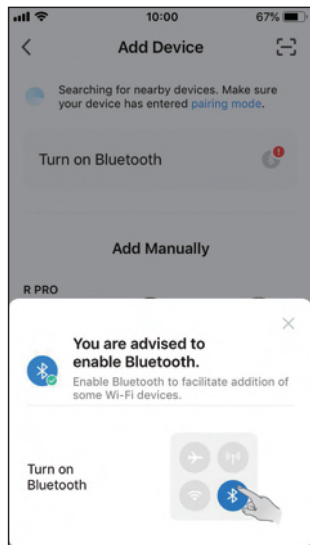 10:00
67%
Add Device
Searching for nearby devices. Make sure
your device has entered pairing mode.
Turn on Bluetooth
Add Manually
R PRO
You are advised to
enable Bluetooth.
Enable Bluetooth to facilitate addition of
some Wi-Fi devices.
Turn on
Bluetooth